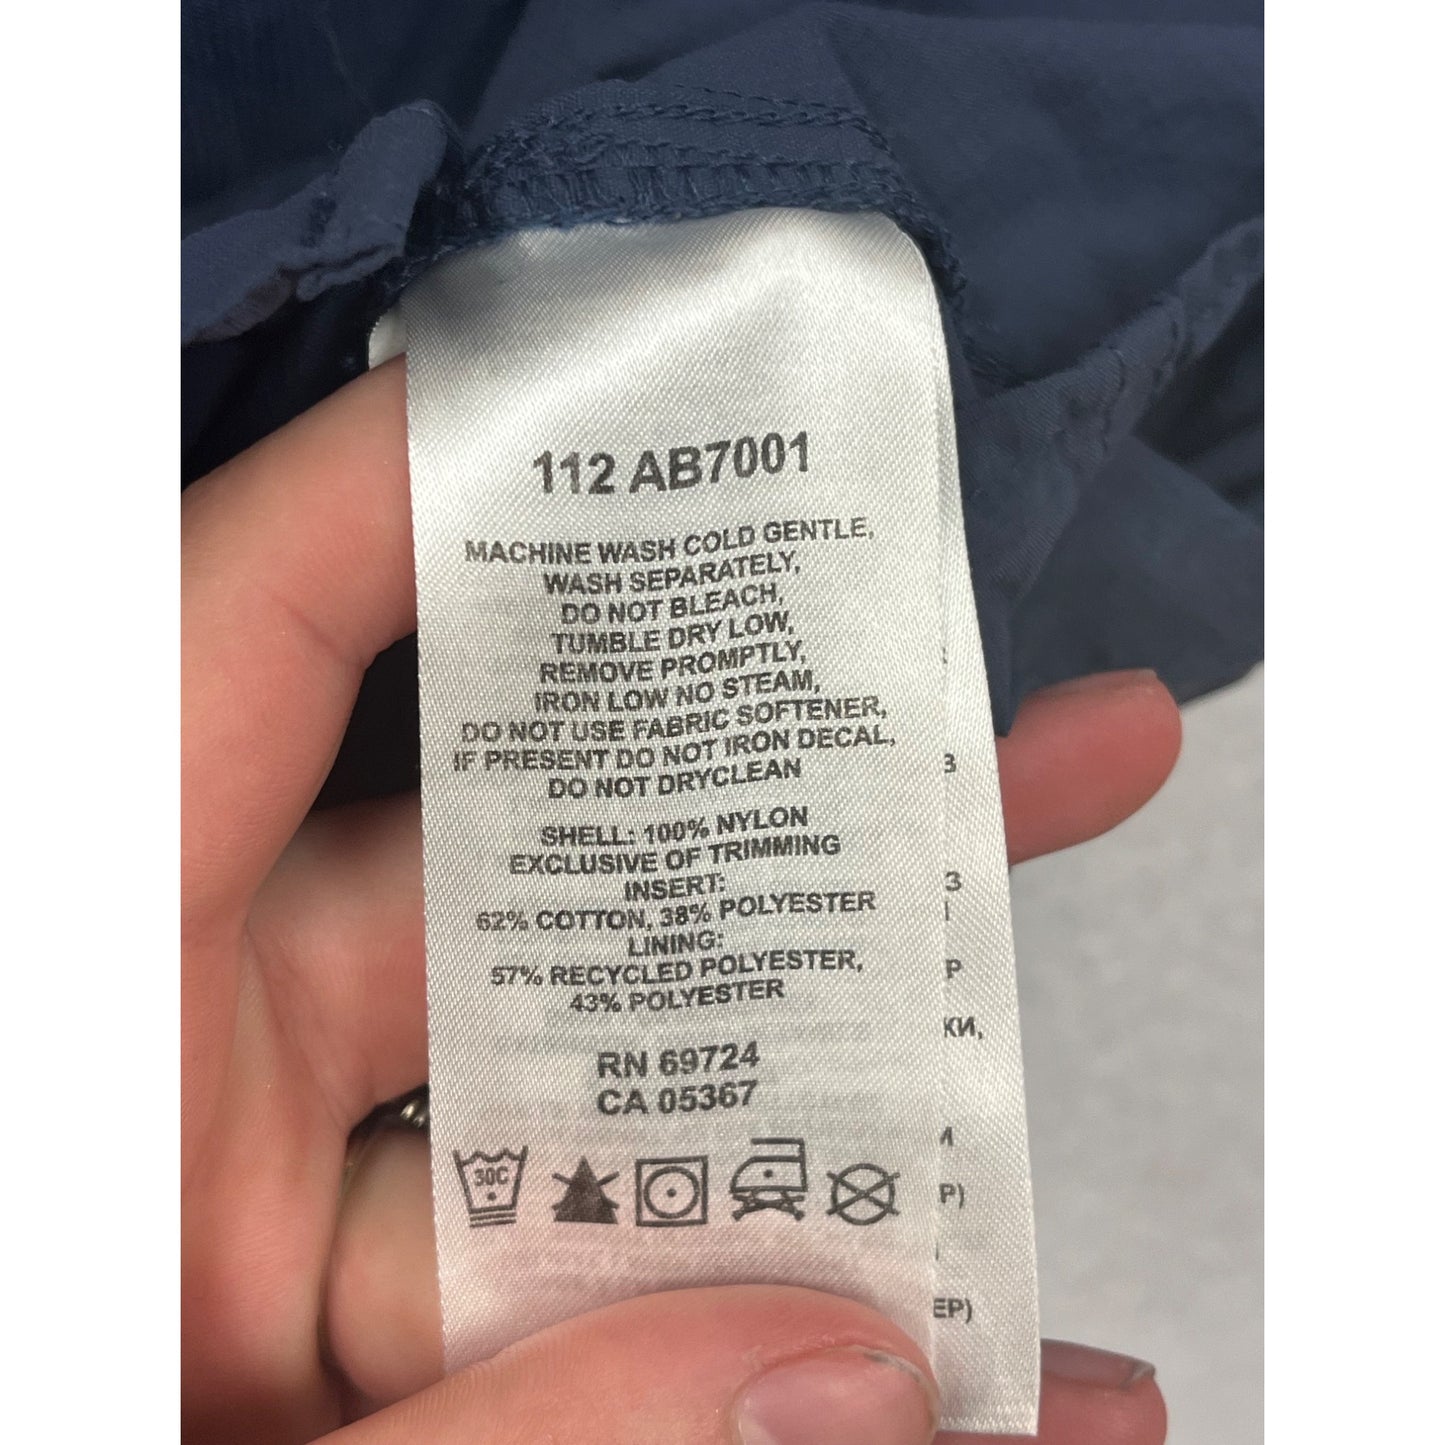 112 AB7001
MACHINE WASH COLD GENTLE,
WASH SEPARATELY,
DO NOT BLEACH,
TUMBLE DRY LOW,
REMOVE PROMPTLY,
IRON LOW NO STEAM,
DO NOT USE FABRIC SOFTENER,
IF PRESENT DO NOT IRON DECAL,
DO NOT DRYCLEAN
SHELL: 100% NYLON
EXCLUSIVE OF TRIMMING
INSERT:
62% COTTON, 38% POLYESTER
LINING:
57% RECYCLED POLYESTER,
43% POLYESTER
RN 69724
CA 05367
30C
КИ,
Р)
ЕР)